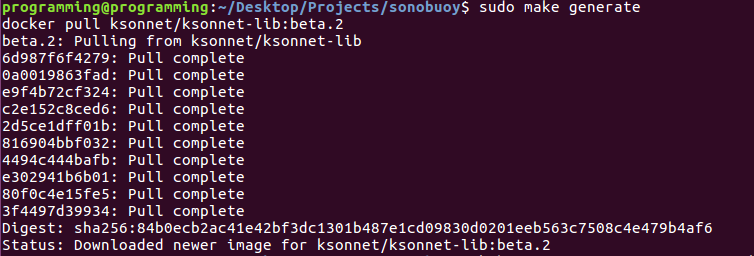 programming@programming:~/Desktop/Projects/sonobuoy$ sudo make generate
docker pull ksonnet/ksonnet-lib:beta.2
beta.2: Pulling from ksonnet/ksonnet-lib
6d987f6f4279: Pull complete
0a0019863fad: Pull complete
e9f4b72cf324: Pull complete
c2e152c8ced6: Pull complete
2d5ce1dff01b: Pull complete
816904bbf032: Pull complete
4494c444bafb: Pull complete
e302941b6b01: Pull complete
80f0c4e15fe5: Pull complete
3f4497d39934: Pull complete
Digest: sha256:84b0ecb2ac41e42bf3dc1301b487e1cd09830d0201eeb563c7508c4e479b4af6
Status: Downloaded newer image for ksonnet/ksonnet-lib:beta.2